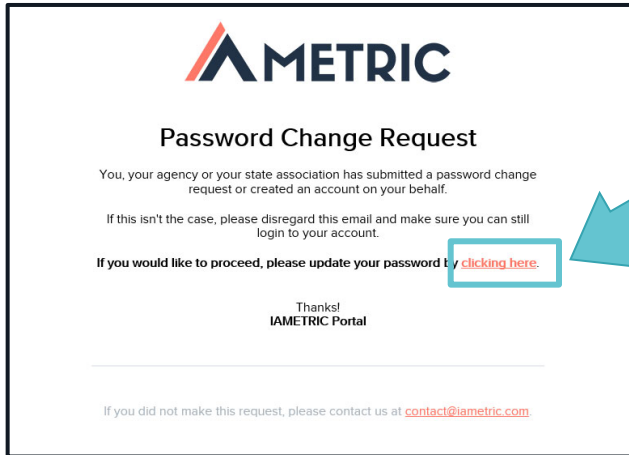 AMETRIC
Password Change Request
You, your agency or your state association has submitted a password change
request or created an account on your behalf.
If this isn't the case, please disregard this email and make sure you can still
login to your account.
If you would like to proceed, please update your password by clicking here.
Thanks!
IAMETRIC Portal
If you did not make this request, please contact us at contact@iametric.com.